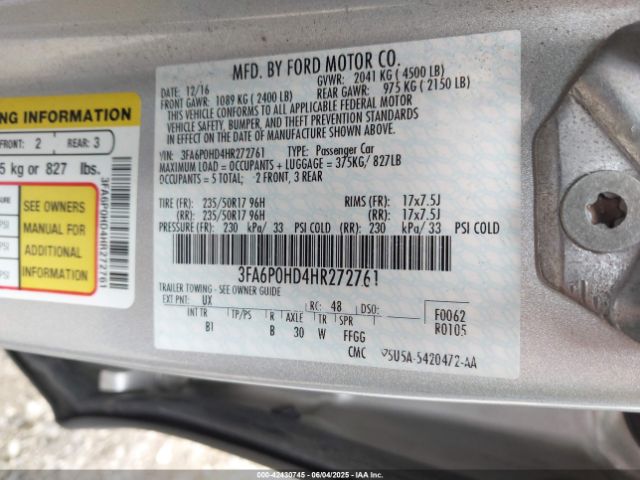 NG INFORMATION
FRONT: 2 REAR: 3
5 kg or 827 lbs.
SEE OWNERS
MANUAL FOR
ADDITIONAL
INFORMATION
PSI
PSI
PSI
3FA6P0HD4HR272761
MFD. BY FORD MOTOR CO.
DATE: 12/16 GVWR: 2041 KG ( 4500 LB)
FRONT GAWR: 1089 KG ( 2400 LB) REAR GAWR: 975 KG ( 2150 LB)
THIS VEHICLE CONFORMS TO ALL APPLICABLE FEDERAL MOTOR
VEHICLE SAFETY, BUMPER, AND THEFT PREVENTION STANDARDS
IN EFFECT ON THE DATE OF MANUFACTURE SHOWN ABOVE.
VIN: 3FA6P0HD4HR272761 TYPE: Passenger Car
MAXIMUM LOAD = OCCUPANTS + LUGGAGE = 375KG/ 827LB
OCCUPANTS = 5 TOTAL; 2 FRONT, 3 REAR
TIRE (FR): 235/50R17 96H RIMS (FR): 17x7.5J
(RR): 235/50R17 96H (RR): 17x7.5J
PRESSURE (FR): 230 kPa/ 33 PSI COLD (RR): 230 kPa/ 33 PSI COLD
3FA6P0HD4HR272761
TRAILER TOWING - SEE OWNER GUIDE
EXT PNT: UX RC: 48 DSO: F0062
INT TR TP/PS R AXLE TR SPR R0105
B1 B 30 W FFGG
CMC 5U5A-5420472-AA
000-42430745 - 06/04/2025 - IAAI.COM